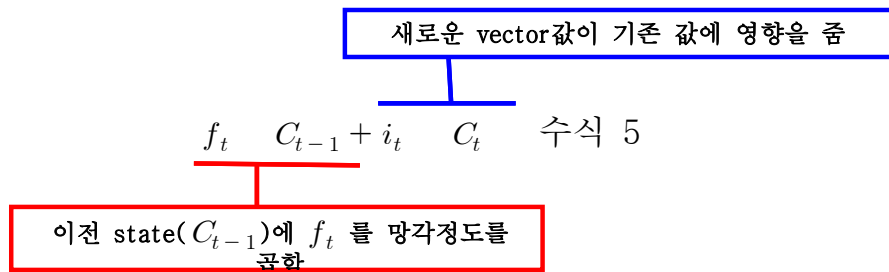 새로운 vector값이 기존 값에 영향을 줌
f_t C_{t-1} + i_t C_t 수식 5
이전 state(C_{t-1})에 f_t 를 망각정도를
곱함